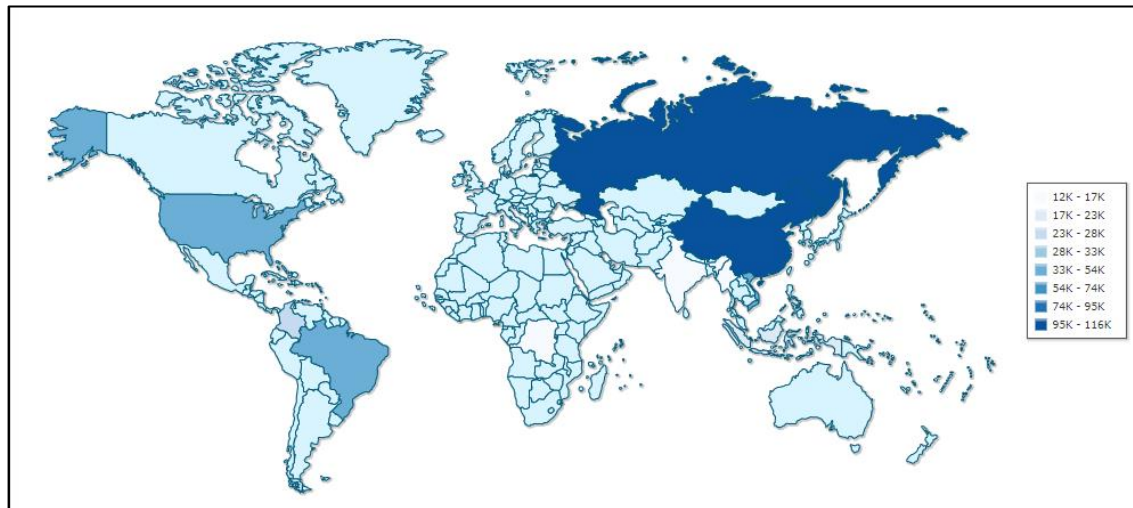 12K - 17K
17K - 23K
23K - 28K
28K - 33K
33K - 54K
54K - 74K
74K - 95K
95K - 116K